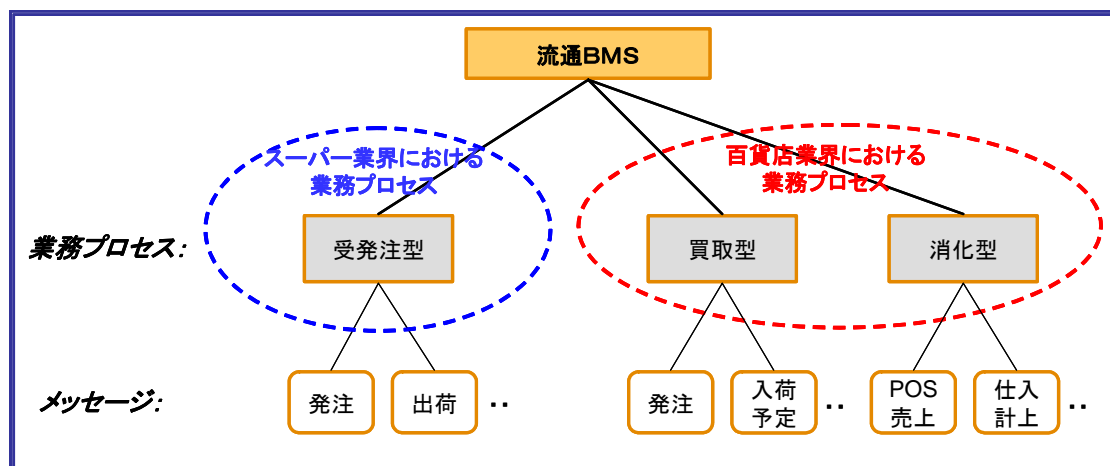 流通BMS
スーパー業界における
業務プロセス
百貨店業界における
業務プロセス
業務プロセス:
受発注型
買取型
消化型
メッセージ:
発注
出荷
‥
発注
入荷
予定
‥
POS
売上
仕入
計上
‥